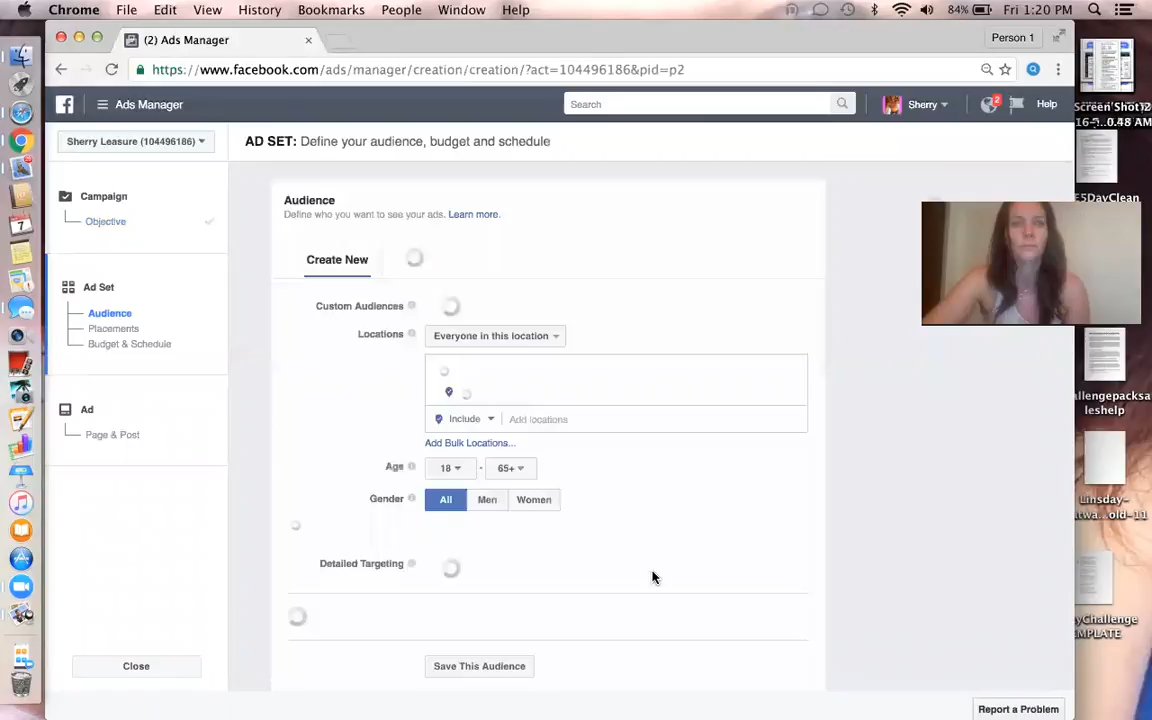 Chrome File Edit View History Bookmarks People Window Help 84% Fri 1:20 PM
(2) Ads Manager × Person 1
https://www.facebook.com/ads/manager/creation/creation/?act=104496186&pid=p2
Ads Manager Search Sherry 2 Help
Sherry Leasure (104496186) AD SET: Define your audience, budget and schedule
Campaign
Objective
Ad Set
Audience
Placements
Budget & Schedule
Ad
Page & Post
Close
Audience
Define who you want to see your ads. Learn more.
Create New
Custom Audiences
Locations Everyone in this location
Include Add locations
Add Bulk Locations...
Age 18 - 65+
Gender All Men Women
Detailed Targeting
Save This Audience
Report a Problem